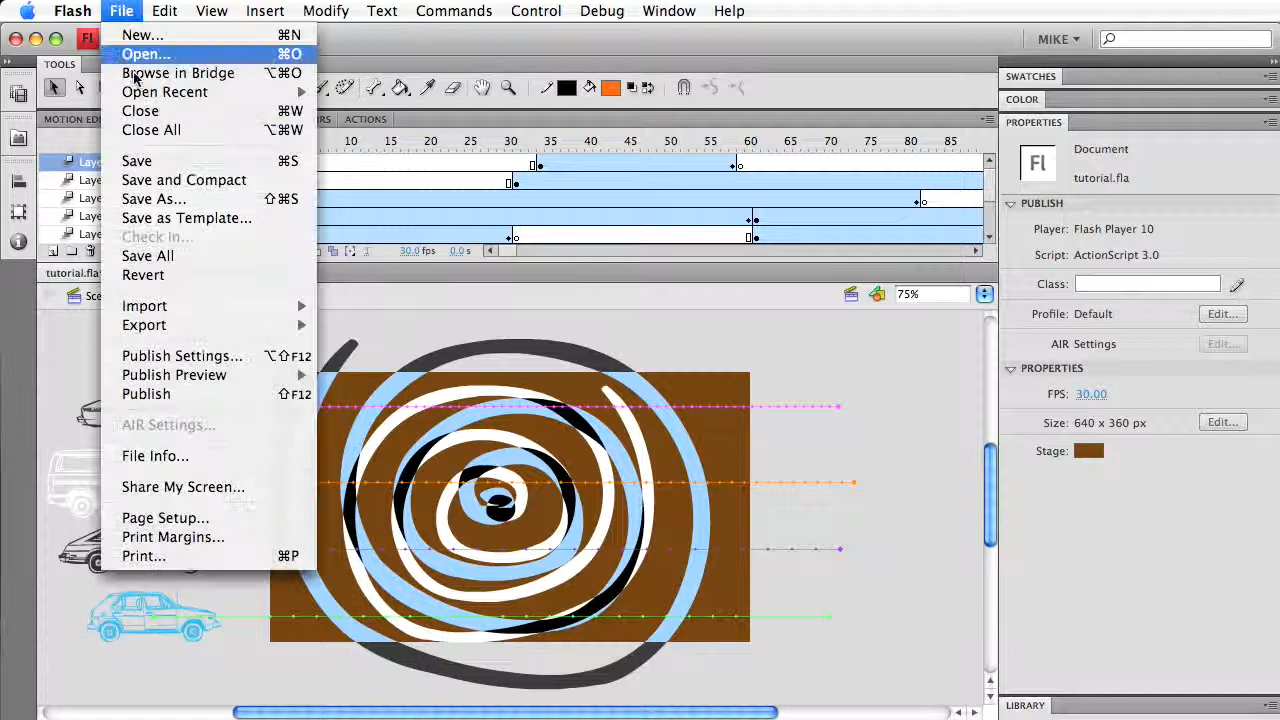 Flash File Edit View Insert Modify Text Commands Control Debug Window Help
New... ⌘N
Fl MIKE
Open... ⌘O
TOOLS
Browse in Bridge ⌥⌘O
SWATCHES
Open Recent
COLOR
Close ⌘W
MOTION ACTIONS
PROPERTIES
Close All ⌥⌘W
5 10 15 20 25 30 35 40 45 50 55 60 65 70 75 80 85
Save ⌘S
Save and Compact
Save As... ⇧⌘S
Save as Template...
Check In...
Save All
30.0 fps 0.0 s
Revert
tutorial.fla
Fl Document
tutorial.fla
PUBLISH
Player: Flash Player 10
Script: ActionScript 3.0
Class:
75%
Import
Export
Profile: Default Edit...
AIR Settings Edit...
Publish Settings... ⌥⇧F12
Publish Preview
Publish ⇧F12
PROPERTIES
FPS: 30.00
Size: 640 x 360 px Edit...
Stage:
AIR Settings...
File Info...
Share My Screen...
Page Setup...
Print Margins...
Print... ⌘P
LIBRARY